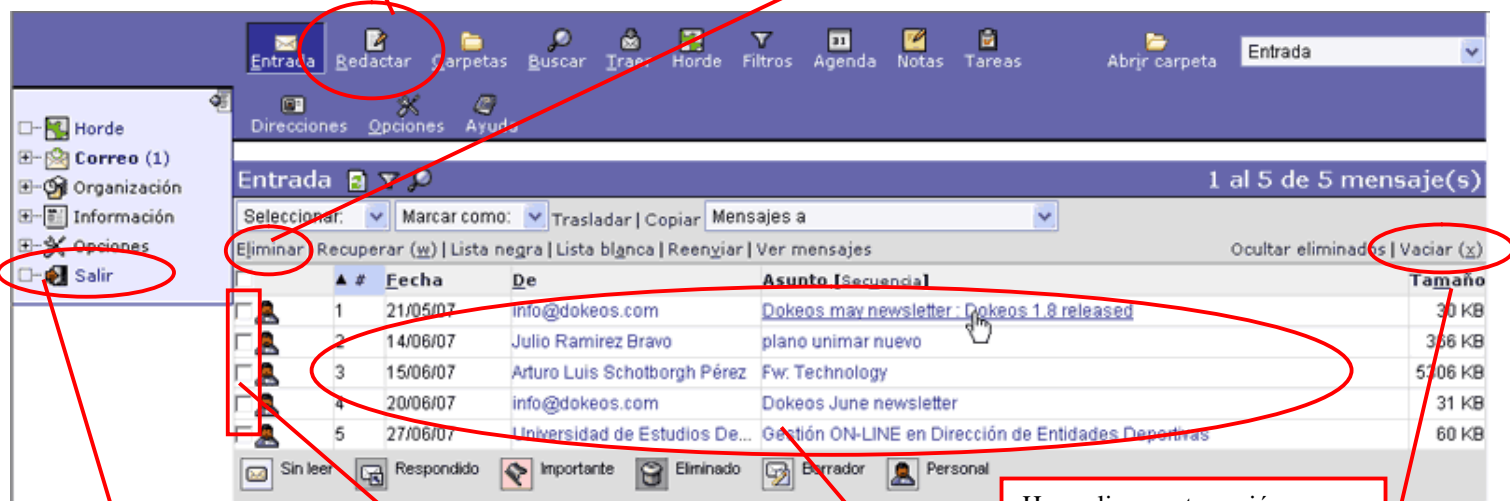 Entrada Redactar Carpetas Buscar Traer Horde Filtros Agenda Notas Tareas Abrir carpeta Entrada
Direcciones Opciones Ayuda
Horde
Correo (1)
Organización
Información
Opciones
Salir
Entrada 1 al 5 de 5 mensaje(s)
Seleccionar: Marcar como: Trasladar | Copiar Mensajes a
Eliminar | Recuperar (w) | Lista negra | Lista blanca | Reenviar | Ver mensajes Ocultar eliminados | Vaciar (x)
# Fecha De Asunto [Secuencia] Tamaño
1 21/05/07 info@dokeos.com Dokeos may newsletter : Dokeos 1.8 released 30 KB
2 14/06/07 Julio Ramirez Bravo plano unimar nuevo 366 KB
3 15/06/07 Arturo Luis Schotborgh Pérez Fw: Technology 5306 KB
4 20/06/07 info@dokeos.com Dokeos June newsletter 31 KB
5 27/06/07 Universidad de Estudios De... Gestión ON-LINE en Dirección de Entidades Deportivas 60 KB
Sin leer Respondido Importante Eliminado Borrador Personal